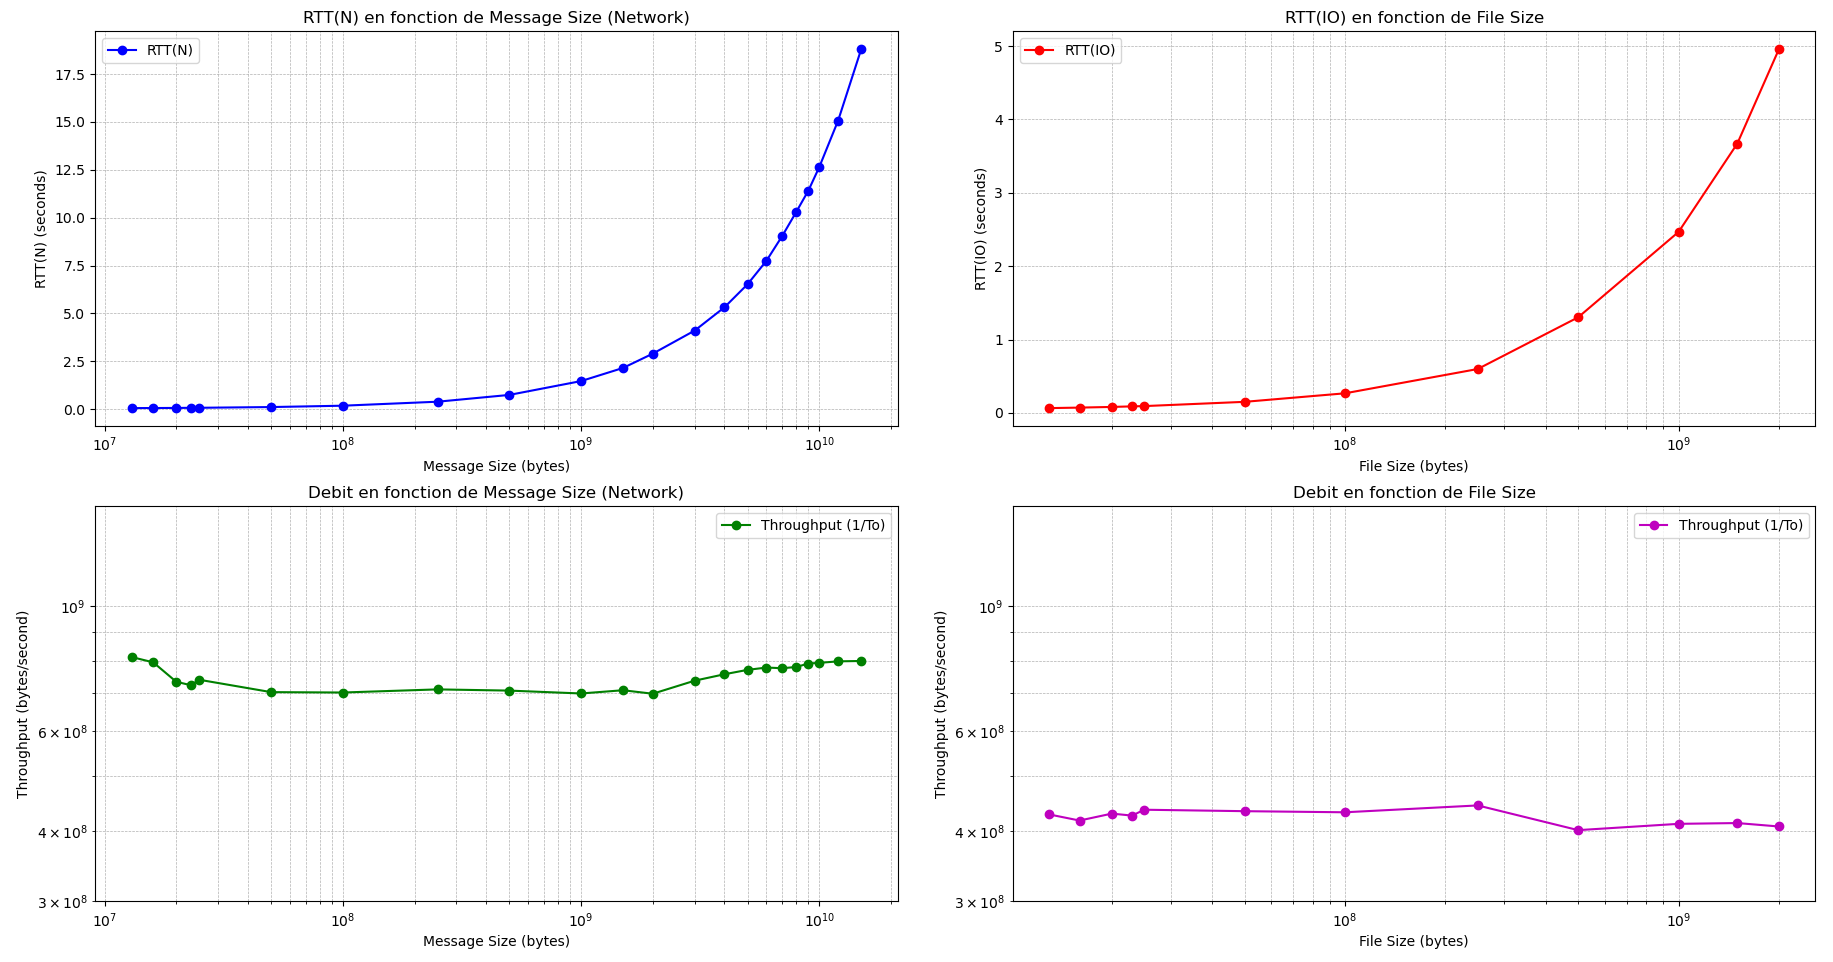 RTT(N) en fonction de Message Size (Network)
RTT(N)
17.5
15.0
12.5
10.0
7.5
5.0
2.5
0.0
RTT(N) (seconds)
10^7
10^8
10^9
10^10
Message Size (bytes)
RTT(IO) en fonction de File Size
RTT(IO)
5
4
3
2
1
0
RTT(IO) (seconds)
10^8
10^9
File Size (bytes)
Debit en fonction de Message Size (Network)
Throughput (1/To)
10^9
6 × 10^8
4 × 10^8
3 × 10^8
Throughput (bytes/second)
10^7
10^8
10^9
10^10
Message Size (bytes)
Debit en fonction de File Size
Throughput (1/To)
10^9
6 × 10^8
4 × 10^8
3 × 10^8
Throughput (bytes/second)
10^8
10^9
File Size (bytes)